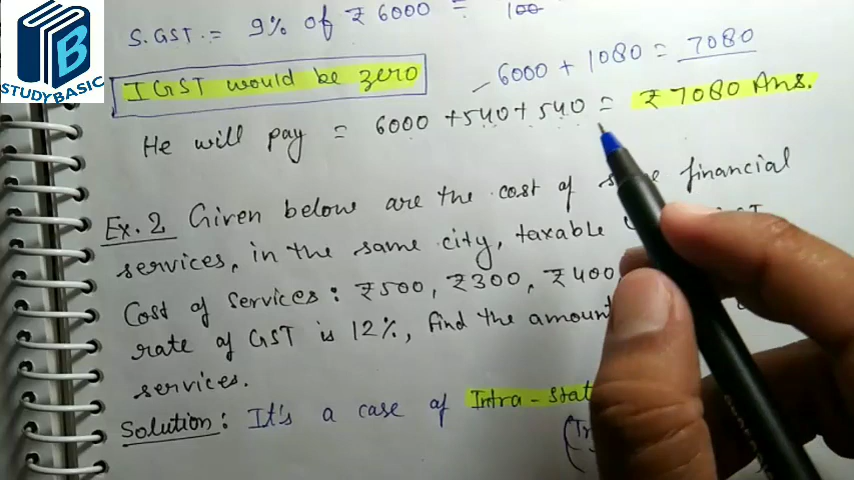 B
STUDYBASIC
S.GST.= 9% of ₹ 6000 = 100
IGST would be zero
6000 + 1080 = 7080
He will pay = 6000 +540+ 540 = ₹ 7080 Ans.
Ex.2 Given below are the cost of financial
services, in the same city, taxable
Cost of services: ₹500, ₹300, ₹400
rate of GST is 12%, find the amount
services.
Solution: It's a case of Intra-stat